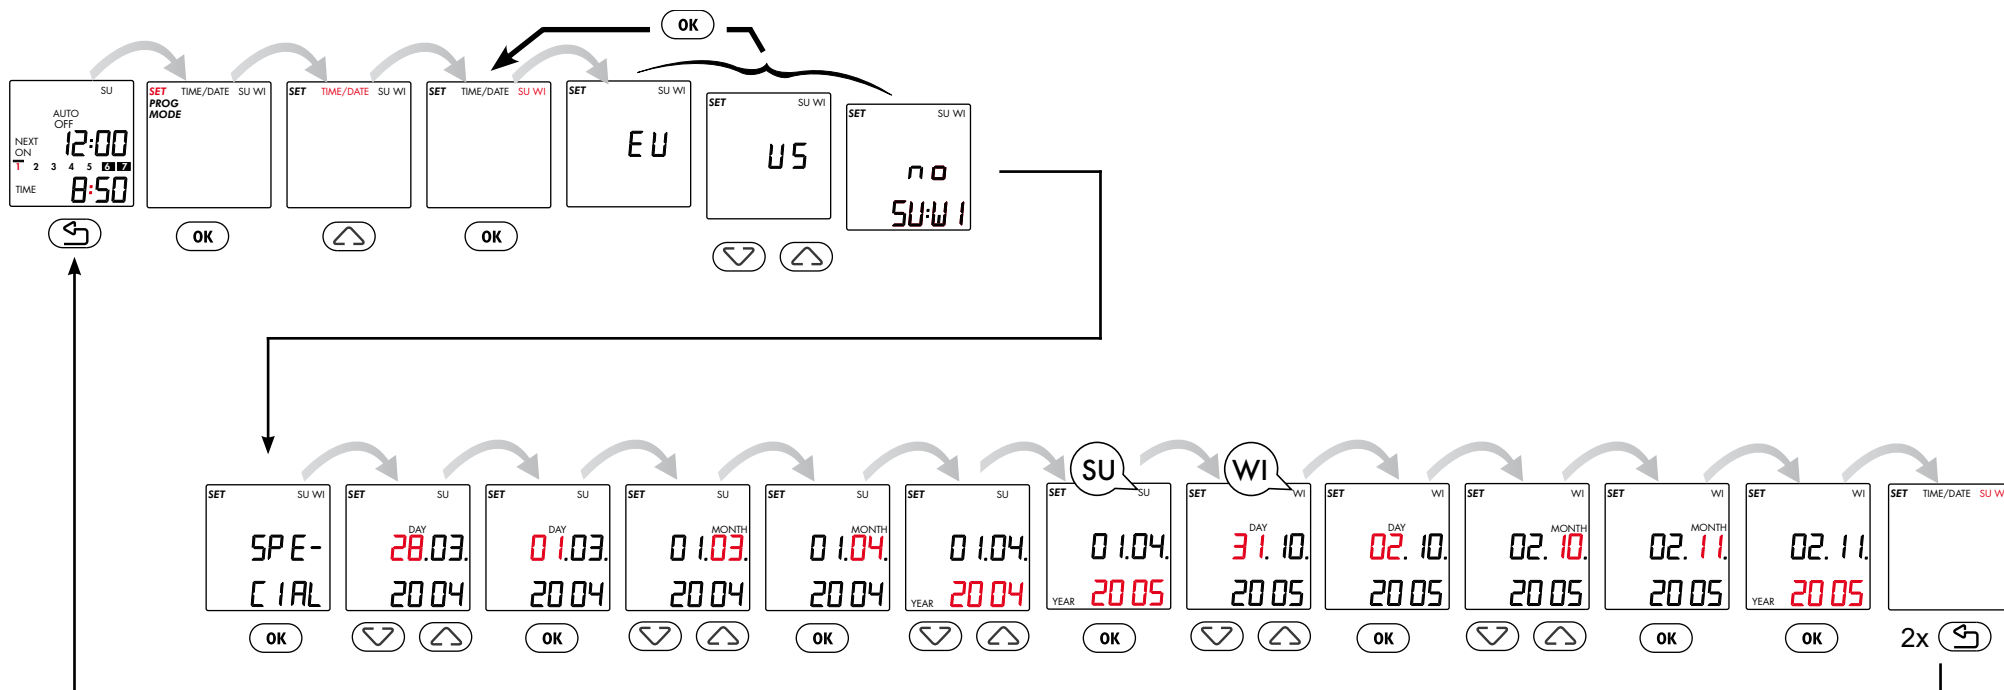 OK
SU
AUTO
OFF
NEXT
ON
12:00
1 2 3 4 5 6 7
TIME
8:50
SET TIME/DATE SU WI
PROG
MODE
OK
SET TIME/DATE SU WI
SET TIME/DATE SU WI
OK
SET SU WI
EU
SET SU WI
US
SET SU WI
no
SU:WI
SET SU WI
SPE-
CIAL
OK
SET SU
DAY
28.03.
2004
SET SU
DAY
01.03.
2004
OK
SET SU
MONTH
01.03.
2004
SET SU
MONTH
01.04.
2004
OK
SET SU
01.04.
YEAR 2004
SU
SET SU
01.04.
YEAR 2005
OK
WI
SET WI
DAY
31.10.
2005
SET WI
DAY
02.10.
2005
OK
SET WI
MONTH
02.10.
2005
SET WI
MONTH
02.11.
2005
OK
SET WI
02.11.
YEAR 2005
OK
SET TIME/DATE SU W
2x